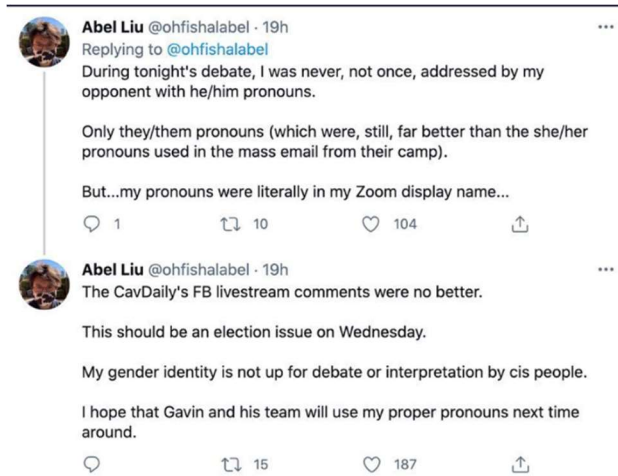 Abel Liu @ohfishalabel · 19h
Replying to @ohfishalabel
During tonight's debate, I was never, not once, addressed by my
opponent with he/him pronouns.
Only they/them pronouns (which were, still, far better than the she/her
pronouns used in the mass email from their camp).
But...my pronouns were literally in my Zoom display name...
1 10 104
Abel Liu @ohfishalabel · 19h
The CavDaily's FB livestream comments were no better.
This should be an election issue on Wednesday.
My gender identity is not up for debate or interpretation by cis people.
I hope that Gavin and his team will use my proper pronouns next time
around.
15 187